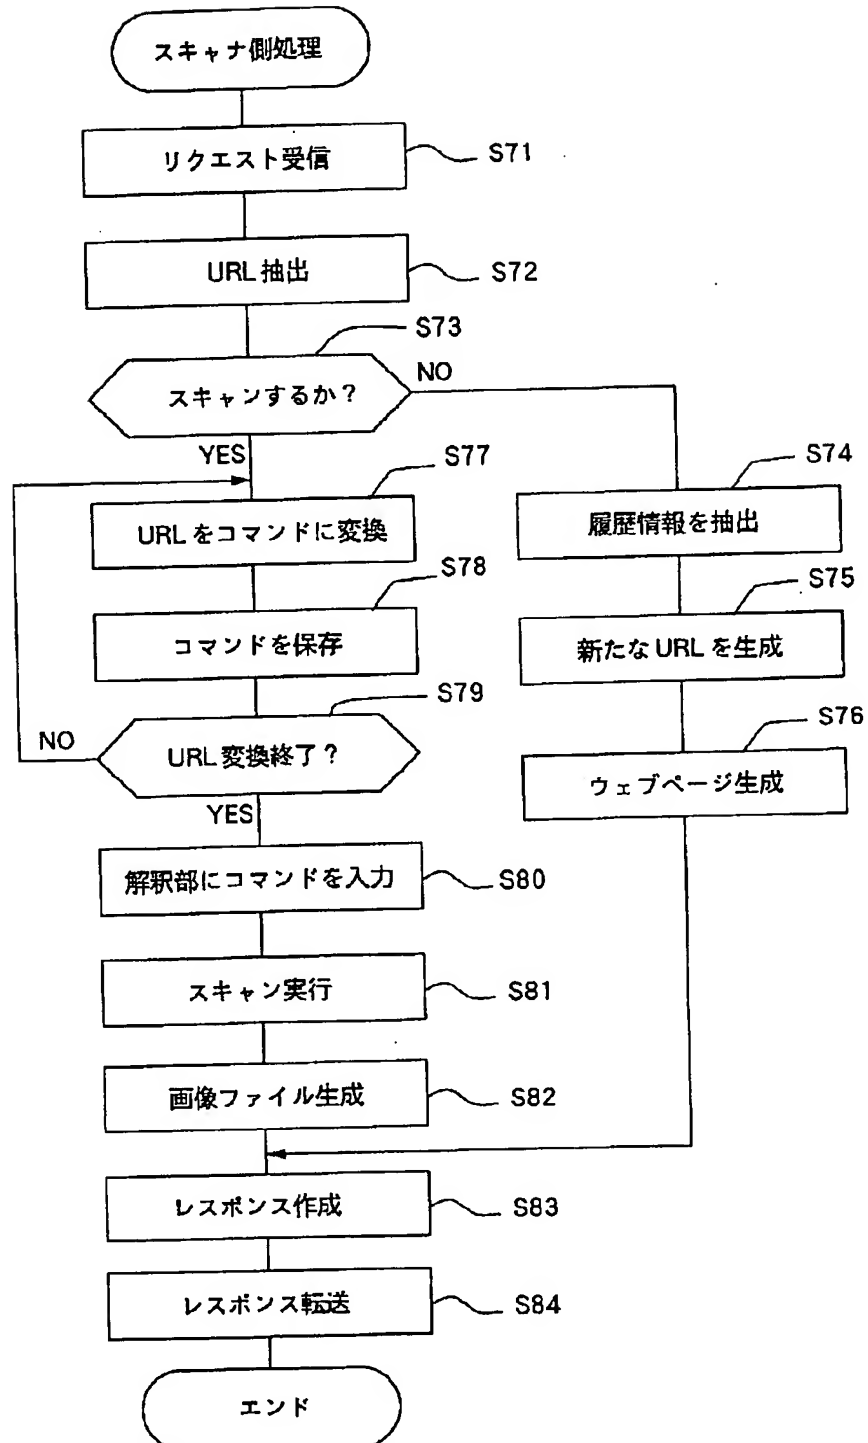 スキャナ側処理
リクエスト受信
S71
URL抽出
S72
S73
スキャンするか？
NO
YES
S77
URLをコマンドに変換
S78
コマンドを保存
S79
NO
URL変換終了？
YES
S74
履歴情報を抽出
S75
新たなURLを生成
S76
ウェブページ生成
解釈部にコマンドを入力
S80
スキャン実行
S81
画像ファイル生成
S82
レスポンス作成
S83
レスポンス転送
S84
エンド